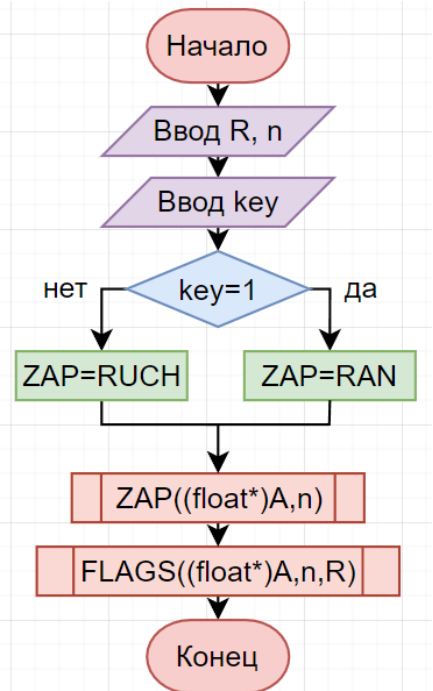 Начало
Ввод R, n
Ввод key
нет
key=1
да
ZAP=RUCH
ZAP=RAN
ZAP((float*)A,n)
FLAGS((float*)A,n,R)
Конец